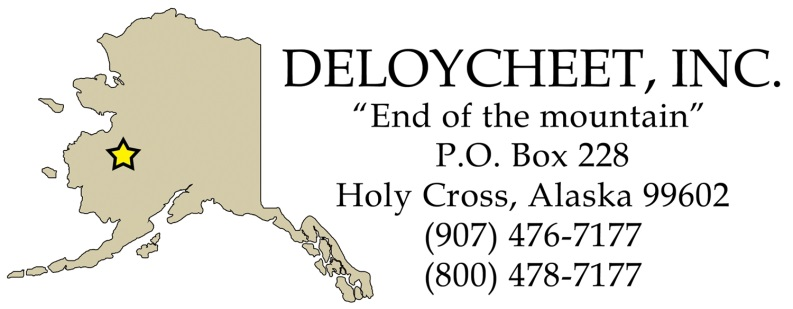 DELOYCHEET, INC.
“End of the mountain”
P.O. Box 228
Holy Cross, Alaska 99602
(907) 476-7177
(800) 478-7177